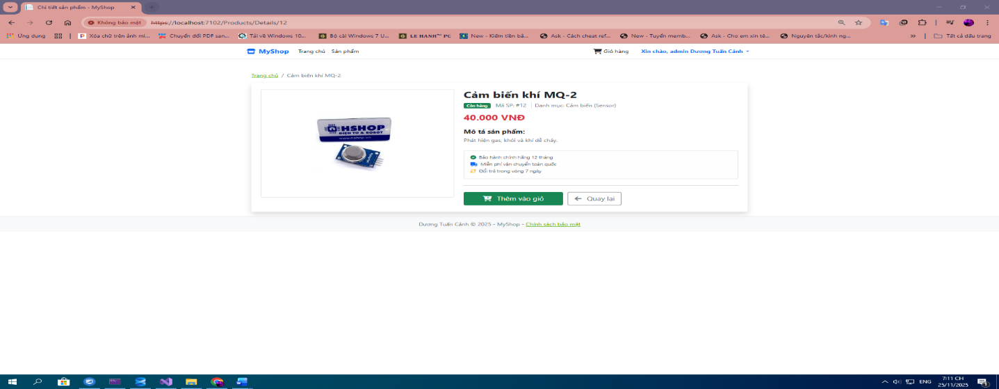 Chi tiết sản phẩm - MyShop
Không bảo mật
https://localhost:7102/Products/Details/12
Ứng dụng
Xóa chữ trên ảnh mi...
Chuyển đổi PDF san...
Tải về Windows 10...
Bộ cài Windows 7 U...
LE HANH™ PC
New - Kiếm tiền bằ...
Ask - Cách cheat ref...
New - Tuyển memb...
Ask - Cho em xin tê...
Nguyên tắc/kinh ng...
Tất cả dấu trang
MyShop
Trang chủ
Sản phẩm
Giỏ hàng
Xin chào, admin Dương Tuấn Cảnh
Trang chủ / Cảm biến khí MQ-2
HSHOP
ĐIỆN TỬ & ROBOT
www.hshop.vn
Cảm biến khí MQ-2
Còn hàng
Mã SP: #12
Danh mục: Cảm biến (Sensor)
40.000 VNĐ
Mô tả sản phẩm:
Phát hiện gas, khói và khí dễ cháy.
Bảo hành chính hãng 12 tháng
Miễn phí vận chuyển toàn quốc
Đổi trả trong vòng 7 ngày
Thêm vào giỏ
Quay lại
Dương Tuấn Cảnh © 2025 - MyShop - Chính sách bảo mật
ENG
7:11 CH
25/11/2025